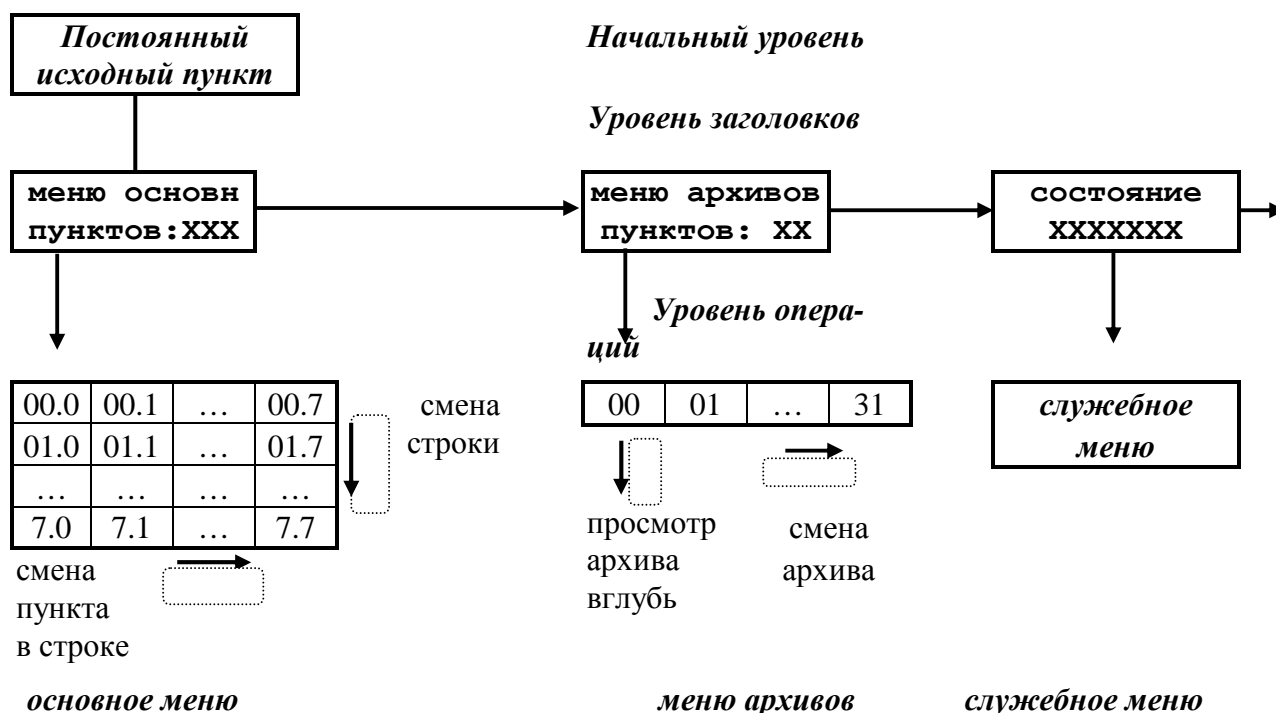 Постоянный
исходный пункт
Начальный уровень
Уровень заголовков
меню основн
пунктов:XXX
меню архивов
пунктов: XX
состояние
XXXXXXX
Уровень опера-
ций
00.0 00.1 … 00.7
01.0 01.1 … 01.7
… … … …
7.0 7.1 … 7.7
смена
строки
00 01 … 31
служебное
меню
смена
пункта
в строке
просмотр
архива
вглубь
смена
архива
основное меню
меню архивов
служебное меню